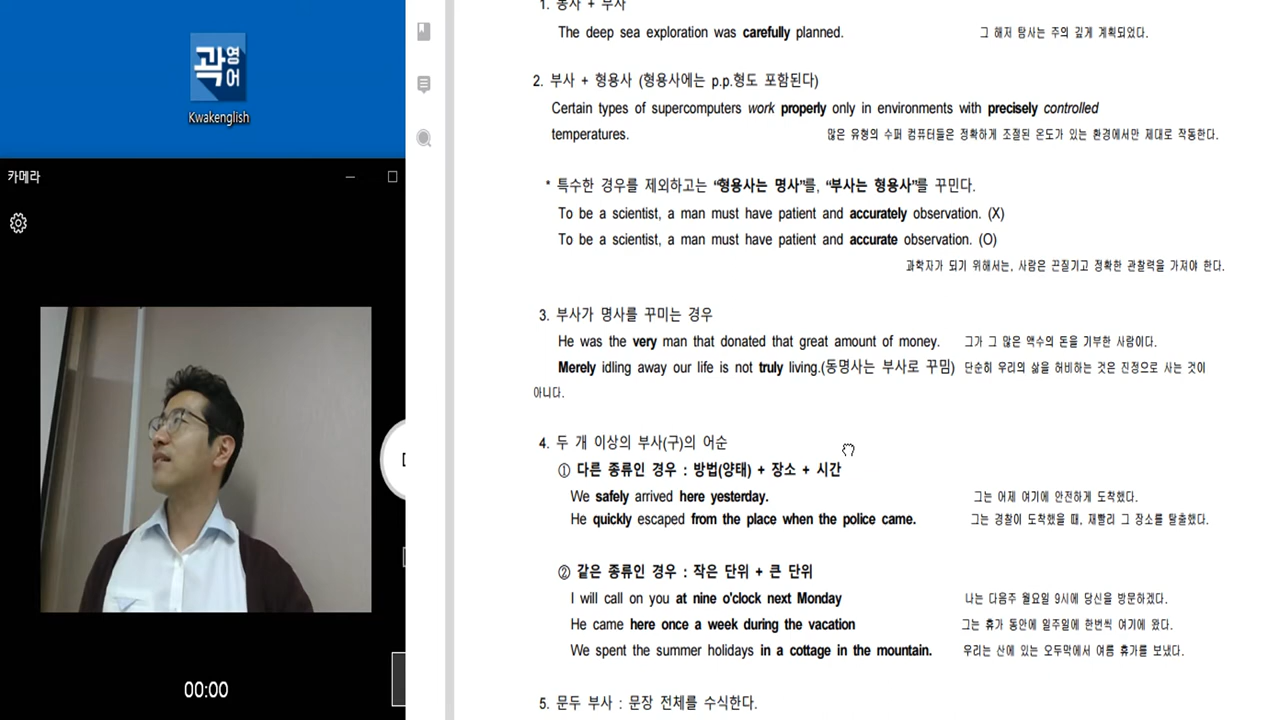 곽영어
Kwakenglish
카메라
00:00
1. 동사 + 부사
The deep sea exploration was carefully planned. 그 해저 탐사는 주의 깊게 계획되었다.
2. 부사 + 형용사 (형용사에는 p.p.형도 포함된다)
Certain types of supercomputers work properly only in environments with precisely controlled
temperatures. 많은 유형의 수퍼 컴퓨터들은 정확하게 조절된 온도가 있는 환경에서만 제대로 작동한다.
* 특수한 경우를 제외하고는 “형용사는 명사”를, “부사는 형용사”를 꾸민다.
To be a scientist, a man must have patient and accurately observation. (X)
To be a scientist, a man must have patient and accurate observation. (O)
과학자가 되기 위해서는, 사람은 끈질기고 정확한 관찰력을 가져야 한다.
3. 부사가 명사를 꾸미는 경우
He was the very man that donated that great amount of money. 그가 그 많은 액수의 돈을 기부한 사람이다.
Merely idling away our life is not truly living.(동명사는 부사로 꾸밈) 단순히 우리의 삶을 허비하는 것은 진정으로 사는 것이
아니다.
4. 두 개 이상의 부사(구)의 어순
① 다른 종류인 경우 : 방법(양태) + 장소 + 시간
We safely arrived here yesterday. 그는 어제 여기에 안전하게 도착했다.
He quickly escaped from the place when the police came. 그는 경찰이 도착했을 때, 재빨리 그 장소를 탈출했다.
② 같은 종류인 경우 : 작은 단위 + 큰 단위
I will call on you at nine o'clock next Monday 나는 다음주 월요일 9시에 당신을 방문하겠다.
He came here once a week during the vacation 그는 휴가 동안에 일주일에 한번씩 여기에 왔다.
We spent the summer holidays in a cottage in the mountain. 우리는 산에 있는 오두막에서 여름 휴가를 보냈다.
5. 문두 부사 : 문장 전체를 수식한다.